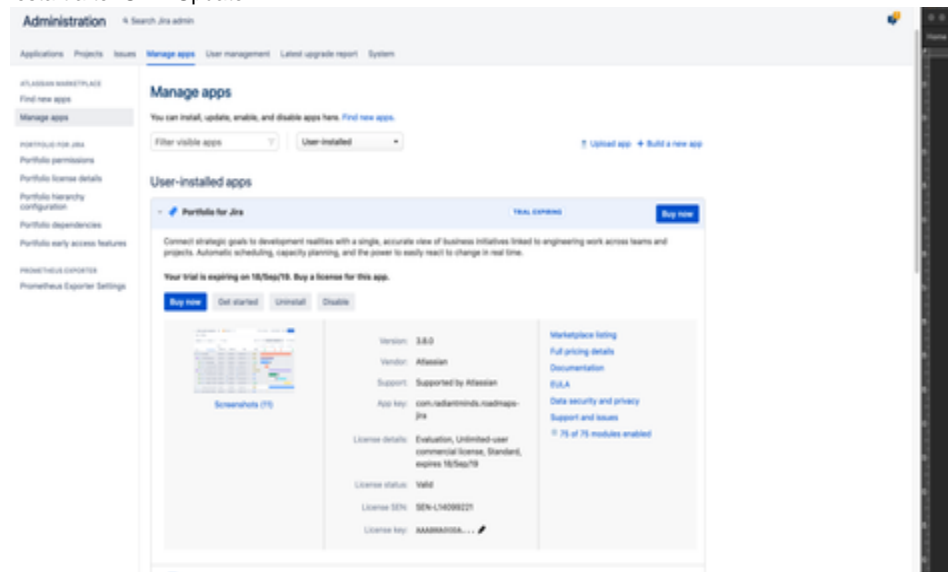 Administration
Search Jira admin
Applications Projects Issues Manage apps User management Latest upgrade report System
ATLASSIAN MARKETPLACE
Find new apps
Manage apps
PORTFOLIO FOR JIRA
Portfolio permissions
Portfolio license details
Portfolio hierarchy
configuration
Portfolio dependencies
Portfolio early access features
PROMETHEUS EXPORTER
Prometheus Exporter Settings
Manage apps
You can install, update, enable, and disable apps here. Find new apps.
Filter visible apps
User-installed
Upload app + Build a new app
User-installed apps
Portfolio for Jira
TRIAL EXPIRING
Buy now
Connect strategic goals to development realities with a single, accurate view of business initiatives linked to engineering work across teams and
projects. Automatic scheduling, capacity planning, and the power to easily react to change in real time.
Your trial is expiring on 18/Sep/19. Buy a license for this app.
Buy now Get started Uninstall Disable
Screenshots (11)
Version: 3.8.0
Vendor: Atlassian
Support: Supported by Atlassian
App key: com.radiantminds.roadmaps-
jira
License details: Evaluation, Unlimited-user
commercial license, Standard,
expires 18/Sep/19
License status: Valid
License SEN: SEN-L14099221
License key:
Marketplace listing
Full pricing details
Documentation
EULA
Data security and privacy
Support and issues
75 of 75 modules enabled
Home